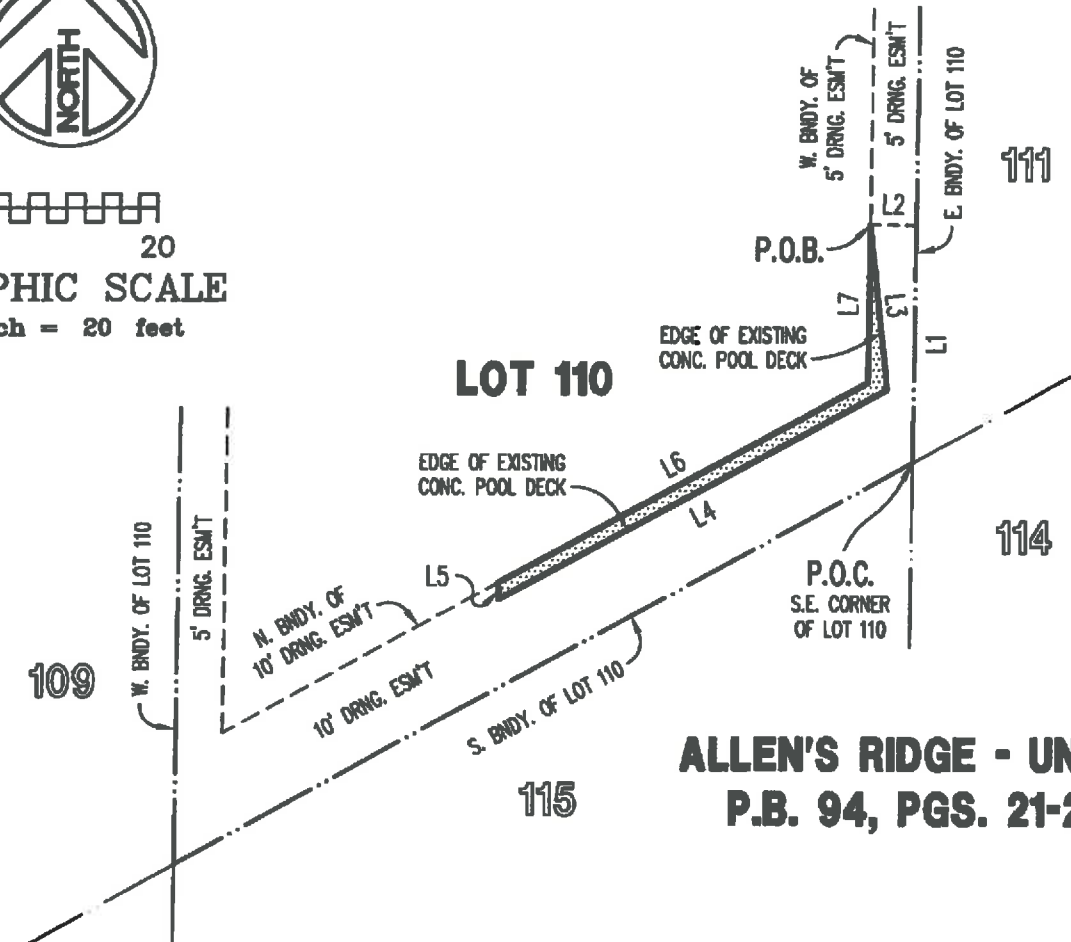 NORTH
20
PHIC SCALE
ch = 20 feet
W. BNDY. OF
5' DRNG. ESM'T
5' DRNG. ESM'T
E. BNDY. OF LOT 110
111
L2
P.O.B.
L7
L3
L1
EDGE OF EXISTING
CONC. POOL DECK
LOT 110
EDGE OF EXISTING
CONC. POOL DECK
L6
L4
L5
W. BNDY. OF LOT 110
5' DRNG. ESM'T
N. BNDY. OF
10' DRNG. ESM'T
10' DRNG. ESM'T
S. BNDY. OF LOT 110
P.O.C.
S.E. CORNER
OF LOT 110
114
109
115
ALLEN'S RIDGE - UN
P.B. 94, PGS. 21-2